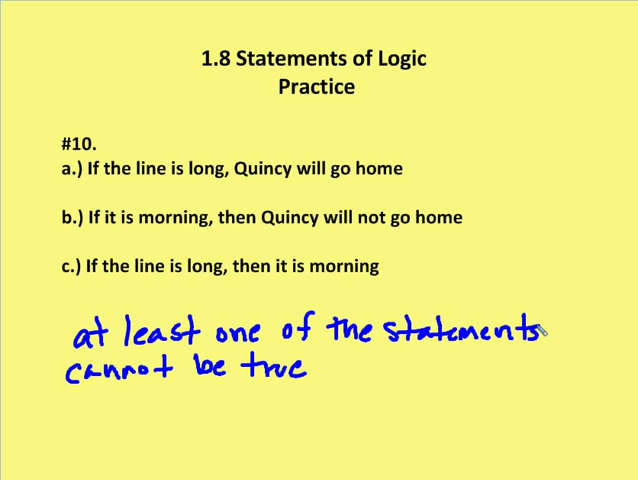 1.8 Statements of Logic
Practice
#10.
a.) If the line is long, Quincy will go home
b.) If it is morning, then Quincy will not go home
c.) If the line is long, then it is morning
at least one of the statements
cannot be true